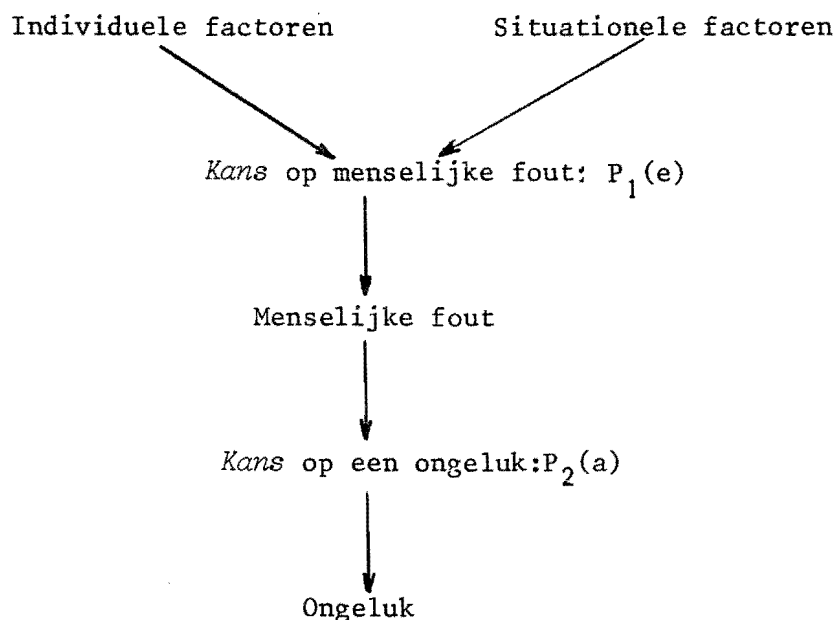 Individuele factoren Situationele factoren
Kans op menselijke fout: P₁(e)
Menselijke fout
Kans op een ongeluk:P₂(a)
Ongeluk